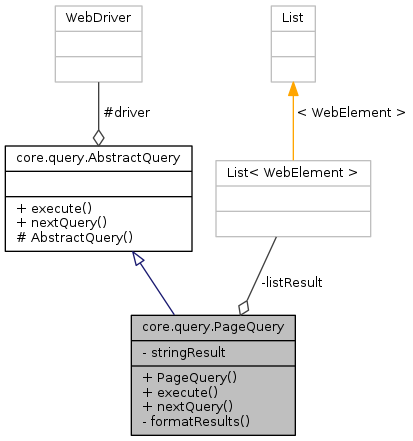 WebDriver
List
#driver
< WebElement >
core.query.AbstractQuery
+ execute()
+ nextQuery()
# AbstractQuery()
List< WebElement >
-listResult
core.query.PageQuery
- stringResult
+ PageQuery()
+ execute()
+ nextQuery()
- formatResults()